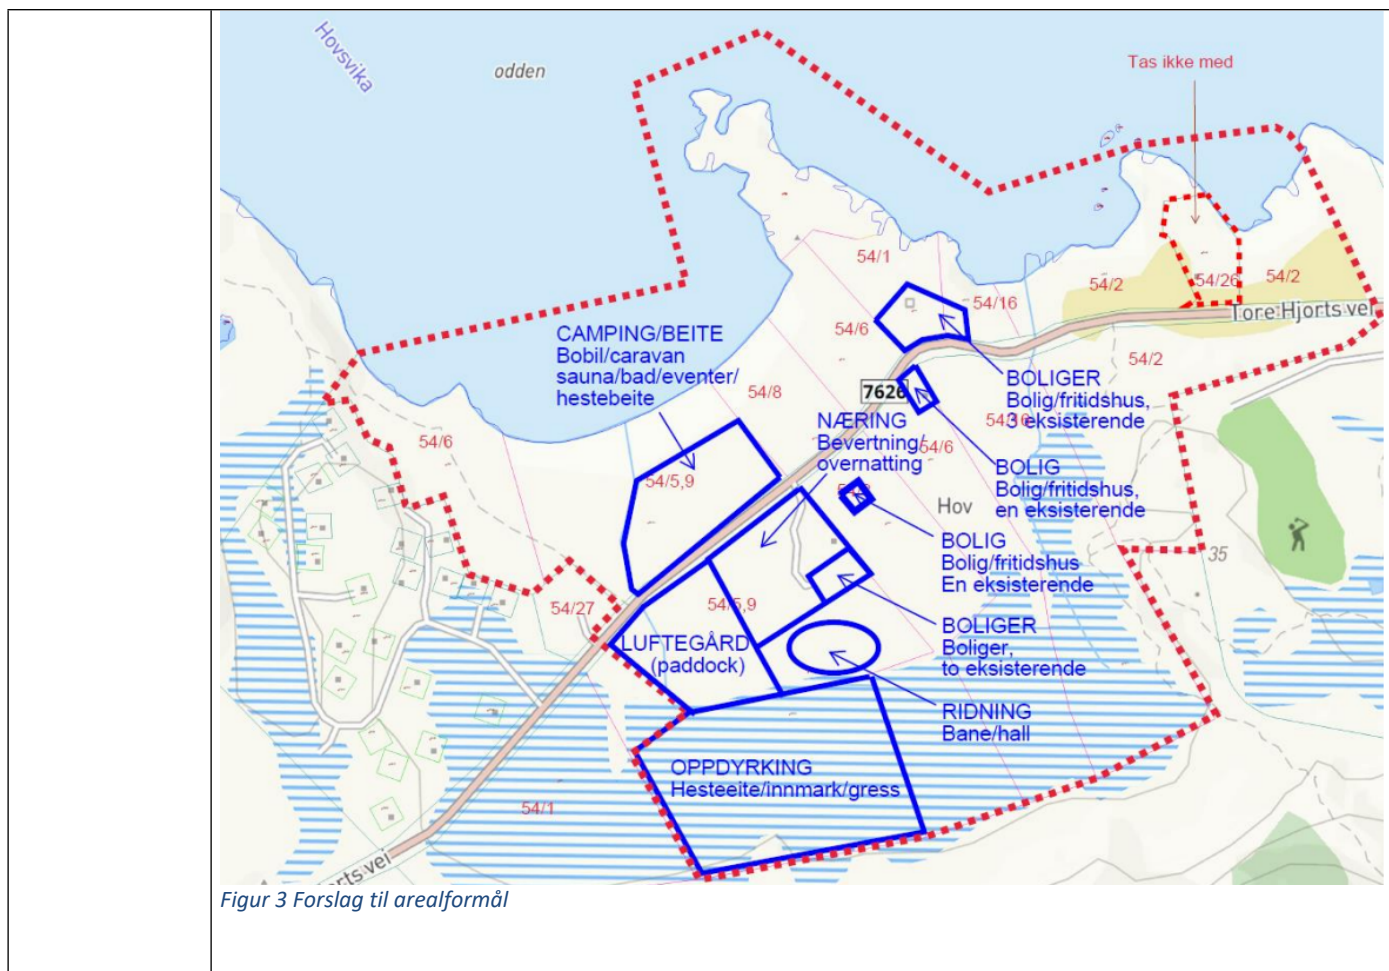 Hovsvika
odden
Tas ikke med
54/1
54/2
54/26
54/2
54/16
54/6
Tore Hjorts vei
CAMPING/BEITE
Bobil/caravan
sauna/bad/eventer/
hestebeite
54/2
54/8
7626
BOLIGER
Bolig/fritidshus,
3 eksisterende
NÆRING
Bevertning/
overnatting
54/6
54/6
54/5,9
BOLIG
Bolig/fritidshus,
en eksisterende
Hov
BOLIG
Bolig/fritidshus
En eksisterende
35
54/27
54/5,9
BOLIGER
Boliger,
to eksisterende
LUFTEGÅRD
(paddock)
RIDNING
Bane/hall
OPPDYRKING
Hesteeite/innmark/gress
54/1
rts vei
Figur 3 Forslag til arealformål